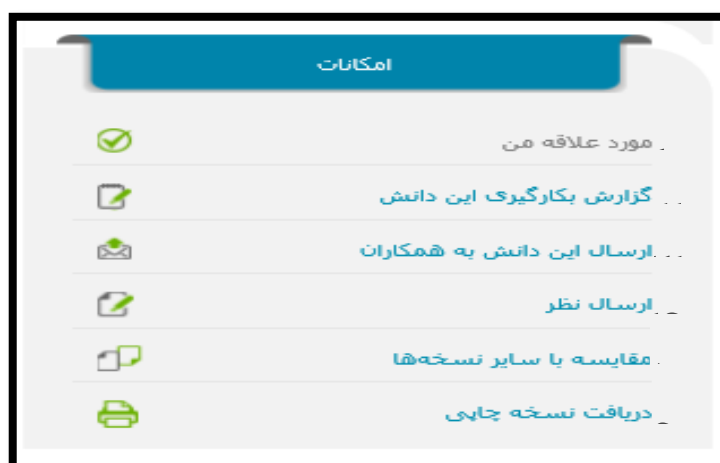 امکانات
مورد علاقه من
گزارش بکارگیری این دانش
ارسال این دانش به همکاران
ارسال نظر
مقایسه با سایر نسخه‌ها
دریافت نسخه چاپی